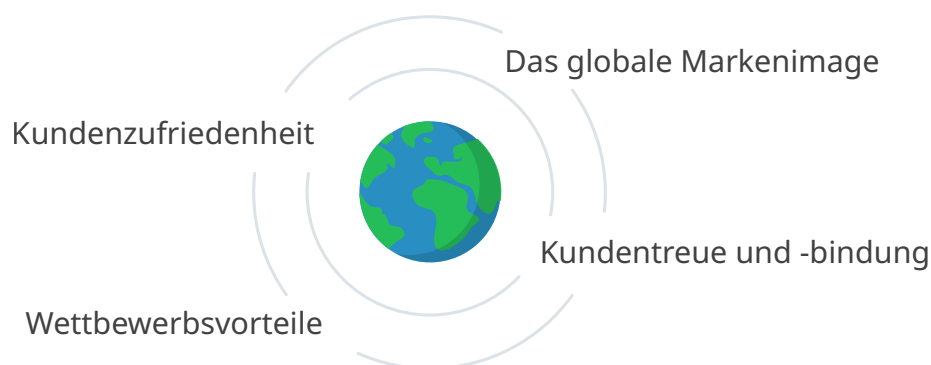 Das globale Markenimage
Kundenzufriedenheit
Kundentreue und -bindung
Wettbewerbsvorteile